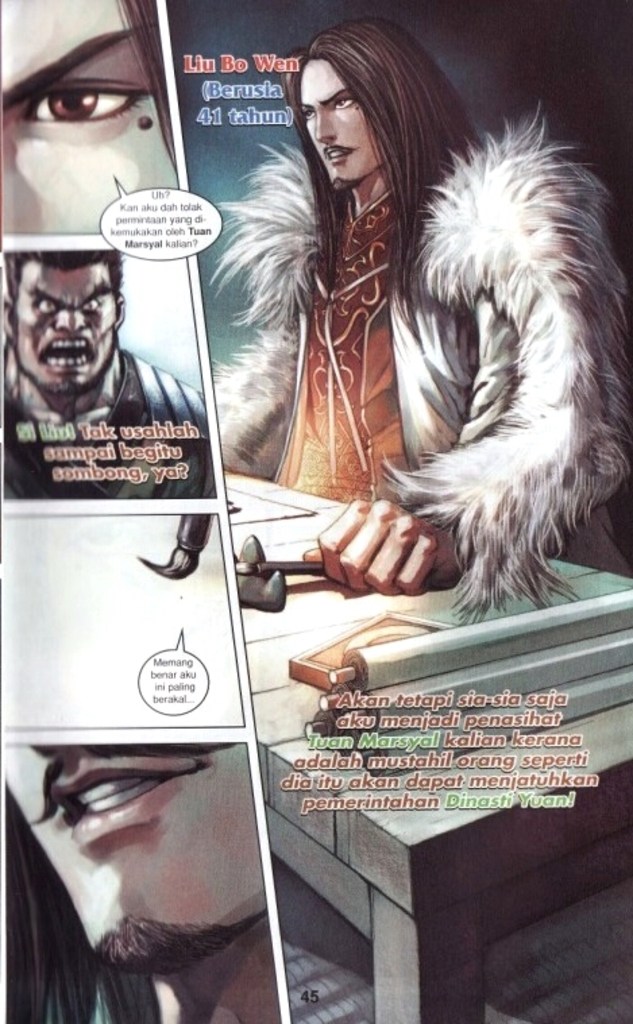 Liu Bo Wen
(Berusia
41 tahun)
Uh?
Kan aku dah tolak
permintaan yang di-
kemukakan oleh Tuan
Marsyal kalian?
Si Liu! Tak usahlah
sampai begitu
sombong, ya?
Memang
benar aku
ini paling
berakal...
Akan tetapi sia-sia saja
aku menjadi penasihat
Tuan Marsyal kalian kerana
adalah mustahil orang seperti
dia itu akan dapat menjatuhkan
pemerintahan Dinasti Yuan!
45